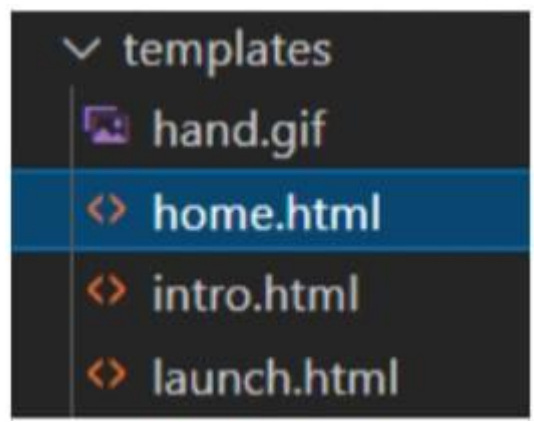 templates
hand.gif
home.html
intro.html
launch.html